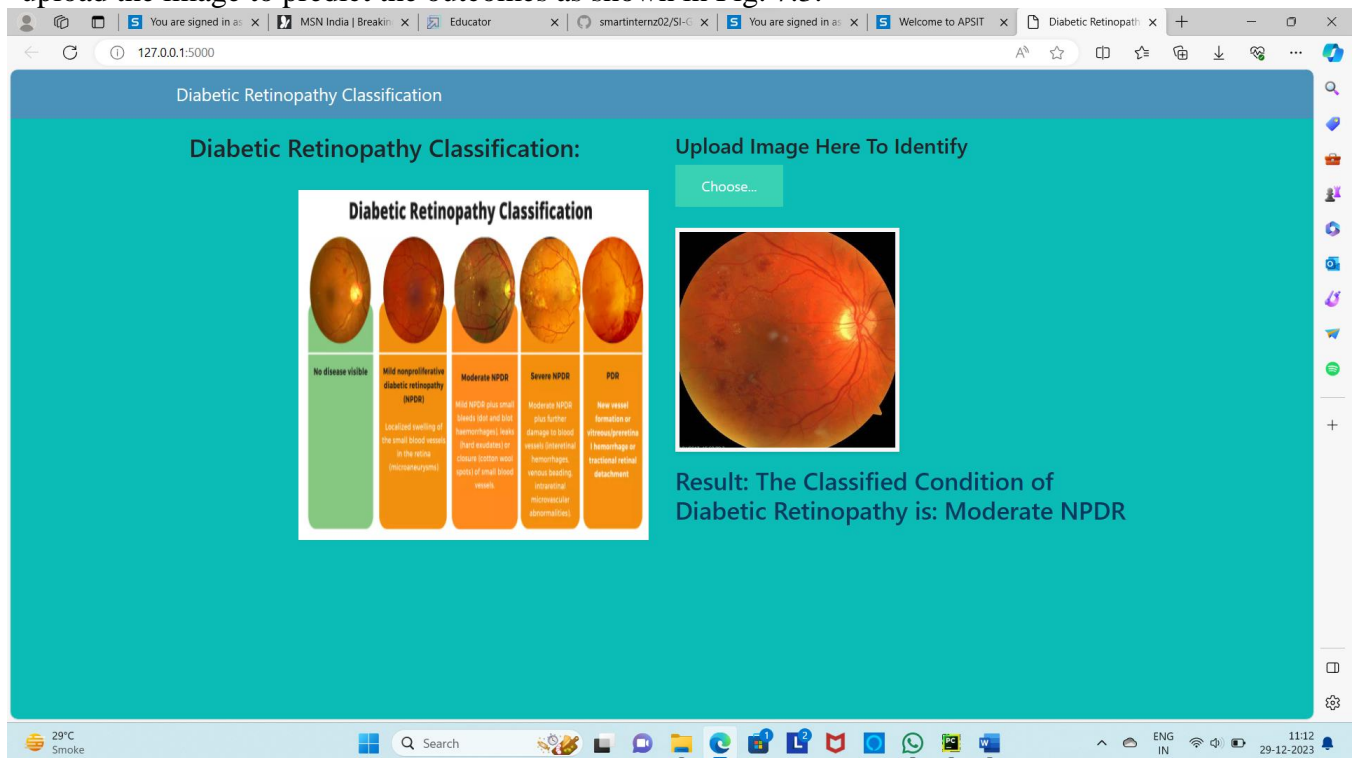 upload the image to predict the outcomes as shown in Fig. 7.5.
You are signed in as
MSN India | Breakin
Educator
smartinternz02/SI-G
You are signed in as
Welcome to APSIT
Diabetic Retinopath
127.0.0.1:5000
Diabetic Retinopathy Classification
Diabetic Retinopathy Classification:
Diabetic Retinopathy Classification
No disease visible
Mild nonproliferative
diabetic retinopathy
(NPDR)
Localized swelling of
the small blood vessels
in the retina
(microaneurysms)
Moderate NPDR
Mild NPDR plus small
bleeds (dot and blot
haemorrhages), leaks
(hard exudates) or
closure (cotton wool
spots) of small blood
vessels.
Severe NPDR
Moderate NPDR
plus further
damage to blood
vessels (interetinal
hemorrhages,
venous beading,
intraretinal
microvascular
abnormalities).
PDR
New vessel
formation or
vitreous/preretina
l hemorrhage or
tractional retinal
detachment
Upload Image Here To Identify
Choose...
Result: The Classified Condition of
Diabetic Retinopathy is: Moderate NPDR
29°C
Smoke
Search
ENG
IN
11:12
29-12-2023